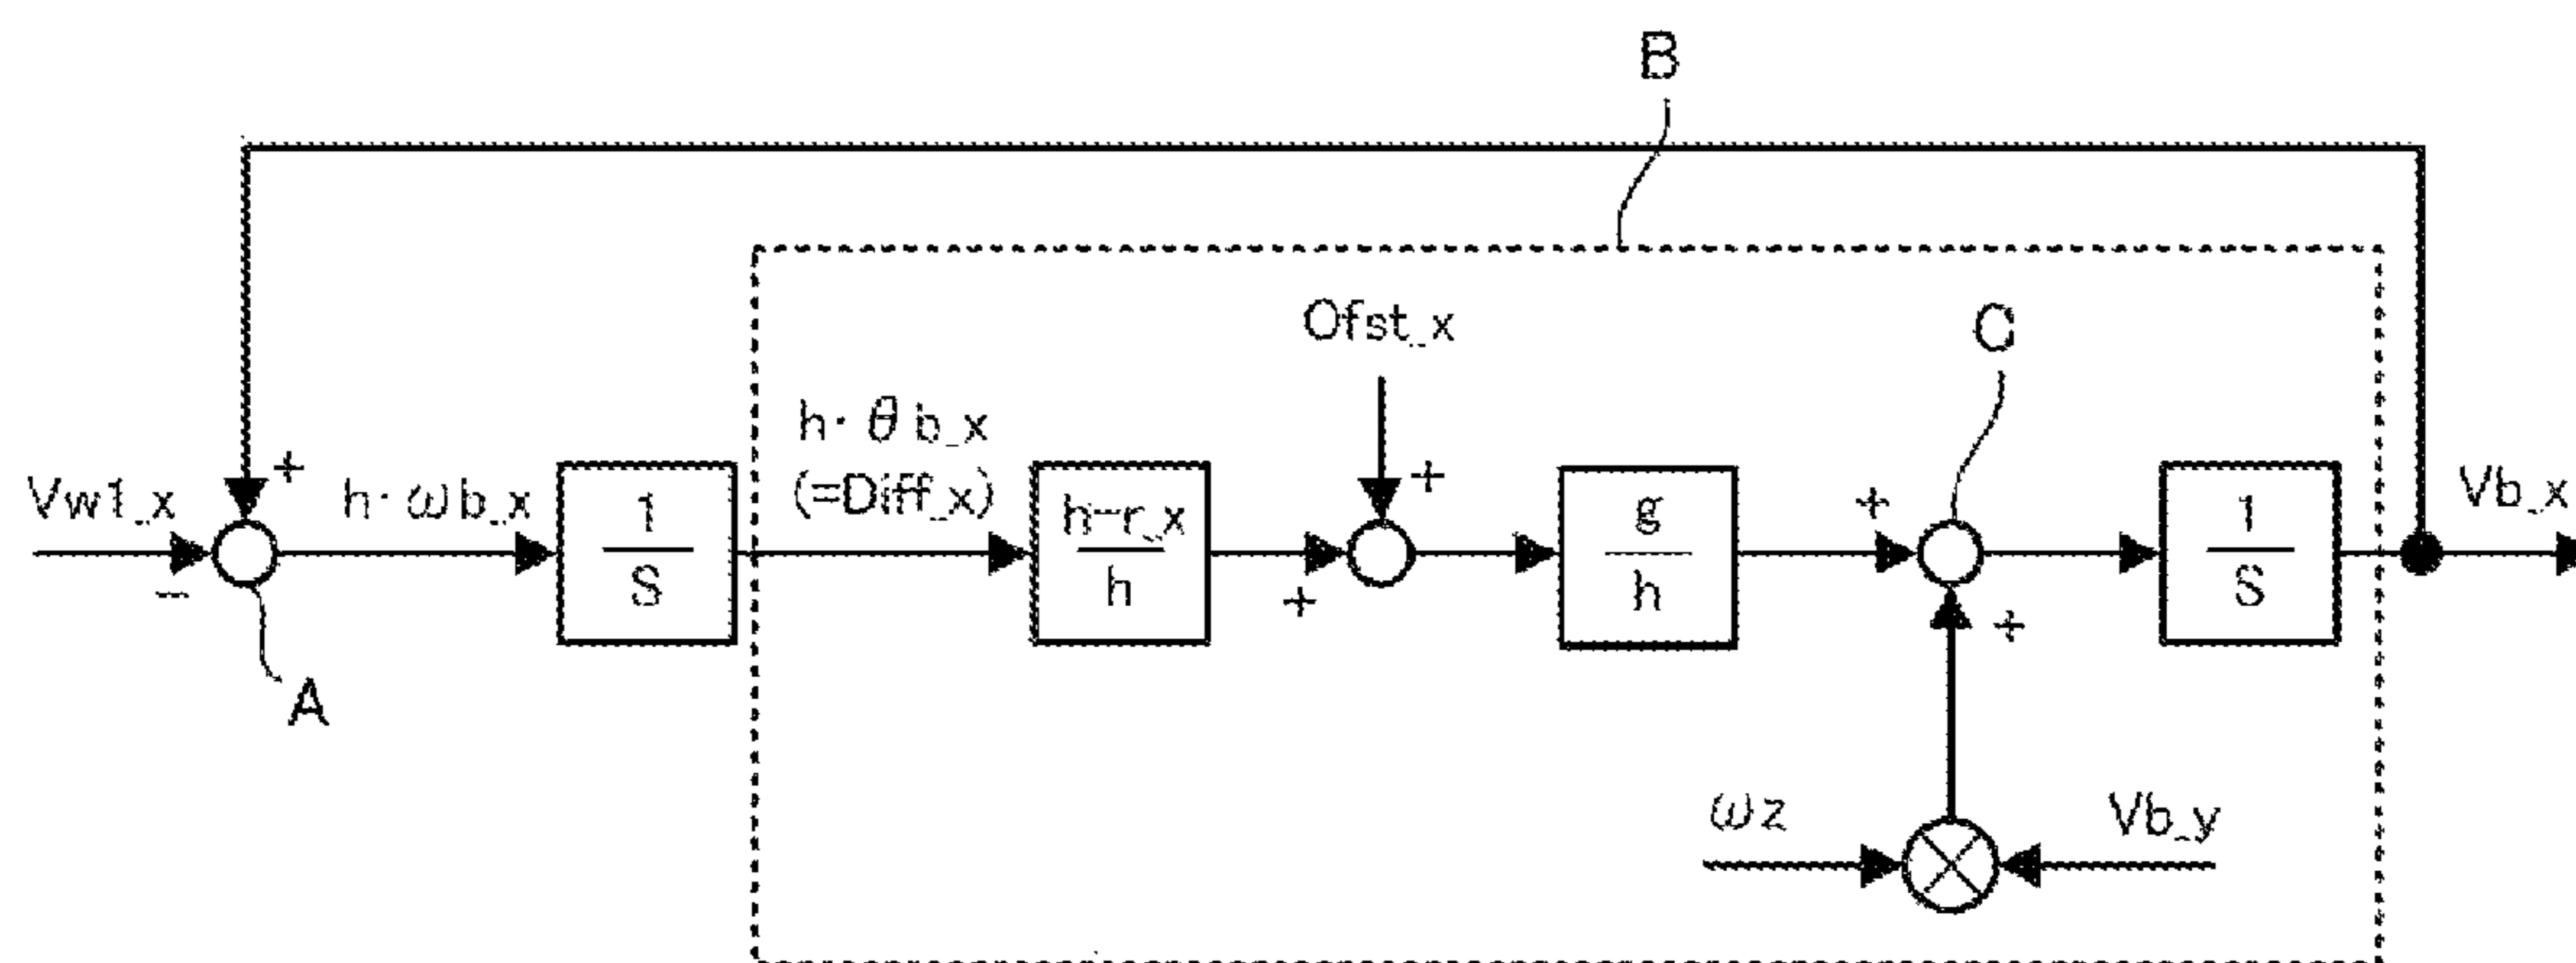 B
Ofst_x
C
h・θb_x
(=Diff_x)
+
+
Vw1_x
h・ωb_x
1
S
h-r_x
h
g
h
+
1
S
Vb_x
-
+
+
A
ωz
Vb_y